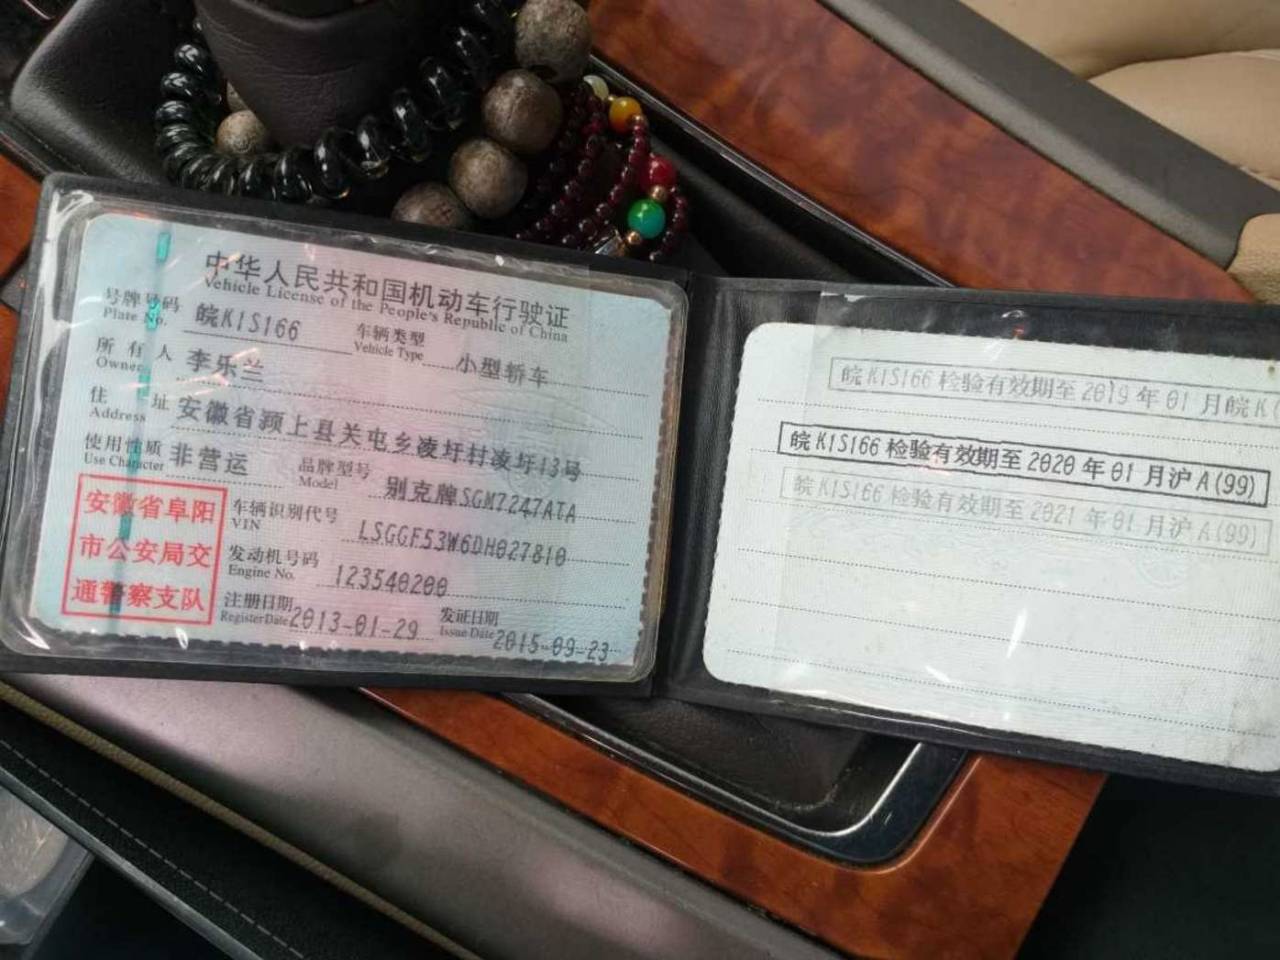 中华人民共和国机动车行驶证
Vehicle License of the People's Republic of China
号牌号码 皖K1S166 车辆类型 小型轿车
Plate No. Vehicle Type
所有人 李乐兰
Owner
住址 安徽省颍上县关屯乡凌圩村凌圩13号
Address
使用性质 非营运 品牌型号 别克牌SGM7247ATA
Use Character Model
安徽省阜阳
市公安局交
通警察支队
车辆识别代号 LSGGF53W6DH027810
VIN
发动机号码 123540200
Engine No.
注册日期 2013-01-29 发证日期 2015-09-23
Register Date Issue Date
皖K1S166 检验有效期至 2019 年 01 月皖K(
皖K1S166 检验有效期至 2020 年 01 月沪A(99)
皖K1S166 检验有效期至 2021 年 01 月沪A(99)